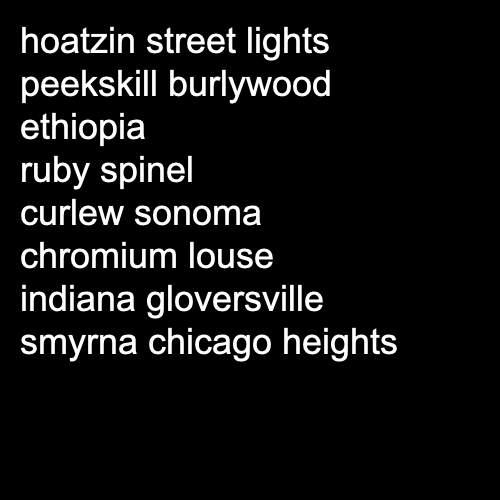 hoatzin street lights
peekskill burlywood
ethiopia
ruby spinel
curlew sonoma
chromium louse
indiana gloversville
smyrna chicago heights